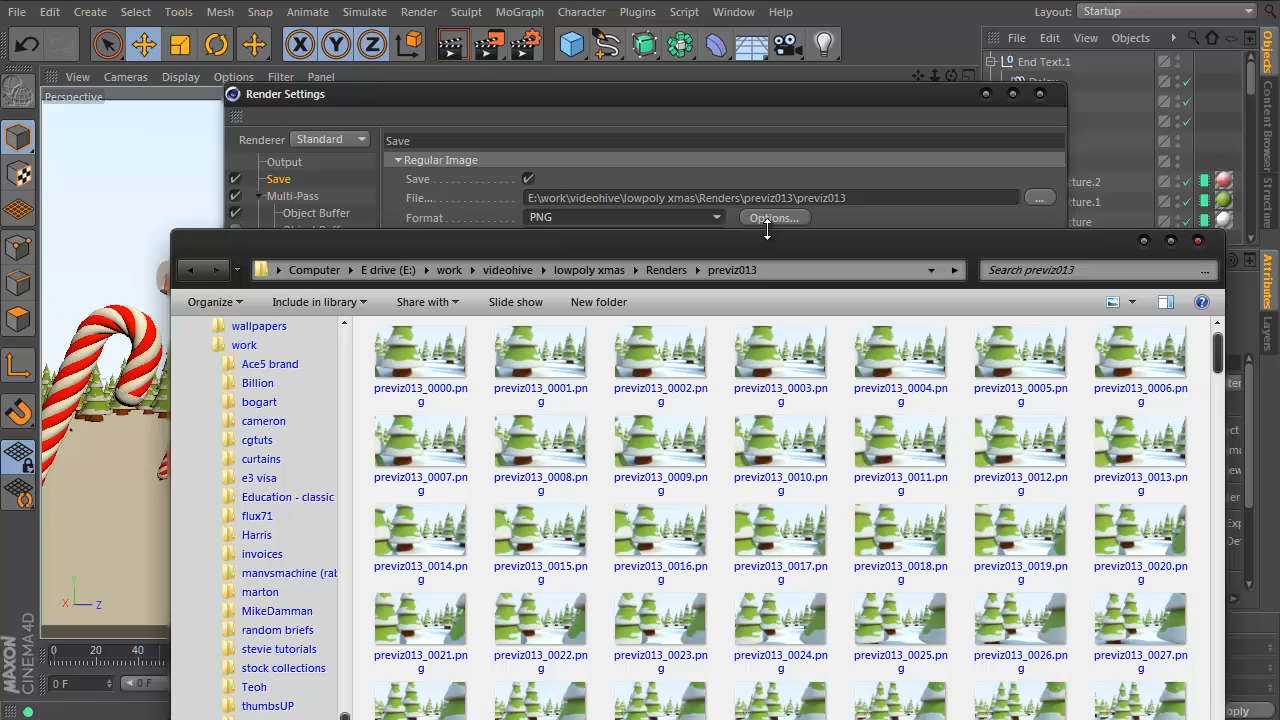 File Edit Create Select Tools Mesh Snap Animate Simulate Render Sculpt MoGraph Character Plugins Script Window Help
Layout: Startup
View Cameras Display Options Filter Panel
File Edit View Objects
Perspective
End Text.1
Render Settings
Renderer Standard
Output
Save
Multi-Pass
Object Buffer
Save
Regular Image
Save
File... E:\work\videohive\lowpoly xmas\Renders\previz013\previz013 ...
Format PNG Options...
cture.2
cture.1
cture
Objects
Content Browser
Structure
Attributes
Layers
Computer E drive (E:) work videohive lowpoly xmas Renders previz013
Search previz013 ...
Organize Include in library Share with Slide show New folder
wallpapers
work
Ace5 brand
Billion
bogart
cameron
cgtuts
curtains
e3 visa
Education - classic
flux71
Harris
invoices
manvsmachine (rab
marton
MikeDamman
random briefs
stevie tutorials
stock collections
Teoh
thumbsUP
previz013_0000.png previz013_0001.png previz013_0002.png previz013_0003.png previz013_0004.png previz013_0005.png previz013_0006.png
previz013_0007.png previz013_0008.png previz013_0009.png previz013_0010.png previz013_0011.png previz013_0012.png previz013_0013.png
previz013_0014.png previz013_0015.png previz013_0016.png previz013_0017.png previz013_0018.png previz013_0019.png previz013_0020.png
previz013_0021.png previz013_0022.png previz013_0023.png previz013_0024.png previz013_0025.png previz013_0026.png previz013_0027.png
X Y Z
0 20 40
0 F 0 F
MAXON
CINEMA 4D